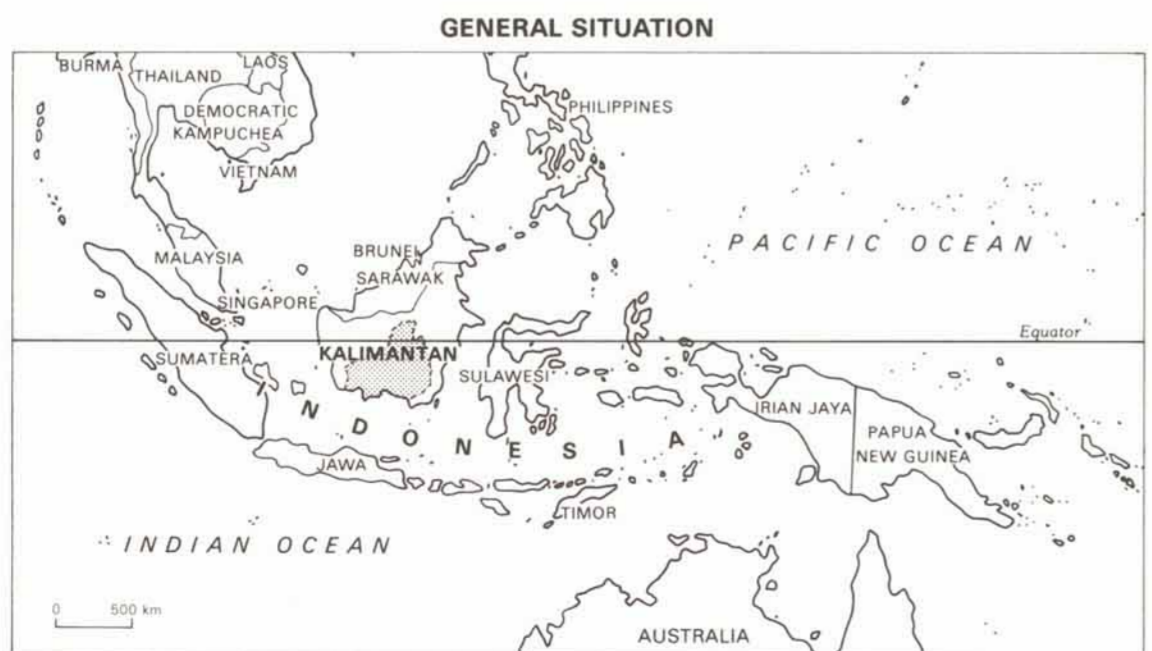 GENERAL SITUATION
BURMA
THAILAND
LAOS
DEMOCRATIC
KAMPUCHEA
VIETNAM
PHILIPPINES
PACIFIC OCEAN
MALAYSIA
BRUNEI
SARAWAK
SINGAPORE
Equator
SUMATERA
KALIMANTAN
SULAWESI
INDONESIA
IRIAN JAYA
PAPUA
NEW GUINEA
JAWA
TIMOR
INDIAN OCEAN
0 500 km
AUSTRALIA